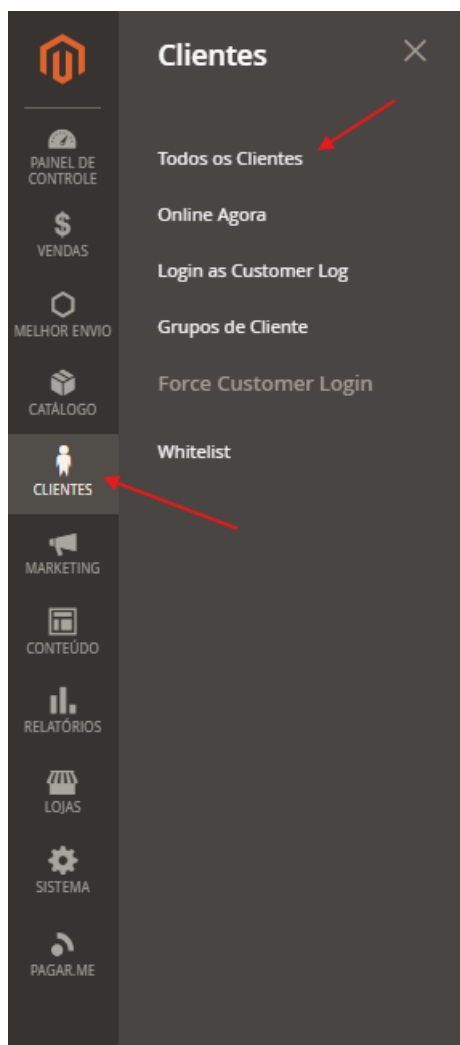 Clientes
PAINEL DE
CONTROLE
VENDAS
MELHOR ENVIO
CATÁLOGO
CLIENTES
MARKETING
CONTEÚDO
RELATÓRIOS
LOJAS
SISTEMA
PAGAR.ME
Todos os Clientes
Online Agora
Login as Customer Log
Grupos de Cliente
Force Customer Login
Whitelist